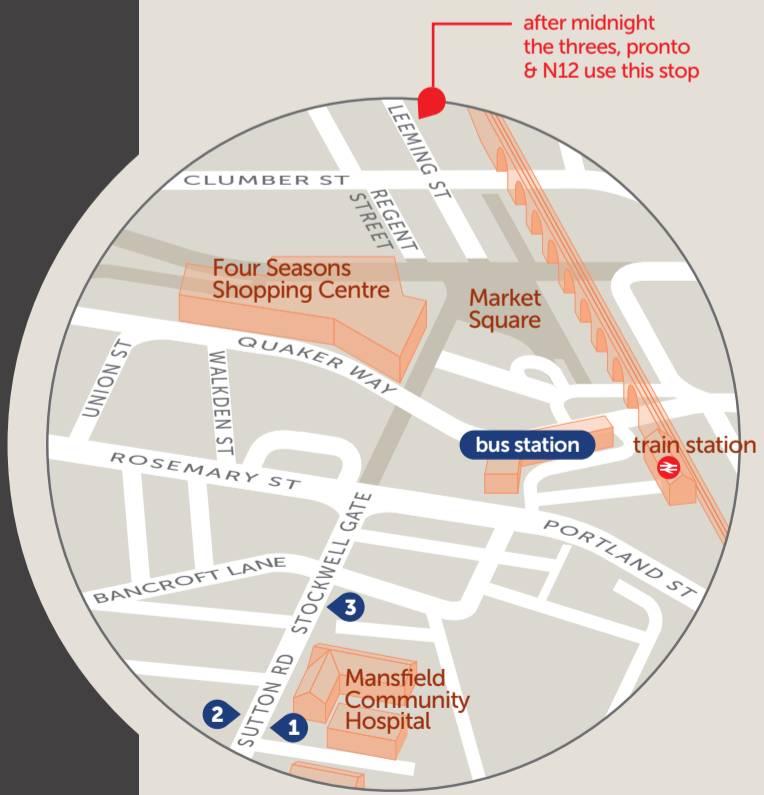 after midnight
the threes, pronto
& N12 use this stop
LEEMING ST
CLUMBER ST
REGENT
STREET
Four Seasons
Shopping Centre
Market
Square
QUAKER WAY
UNION ST
WALKDEN ST
bus station
train station
ROSEMARY ST
STOCKWELL GATE
PORTLAND ST
BANCROFT LANE
3
SUTTON RD
Mansfield
Community
Hospital
2
1